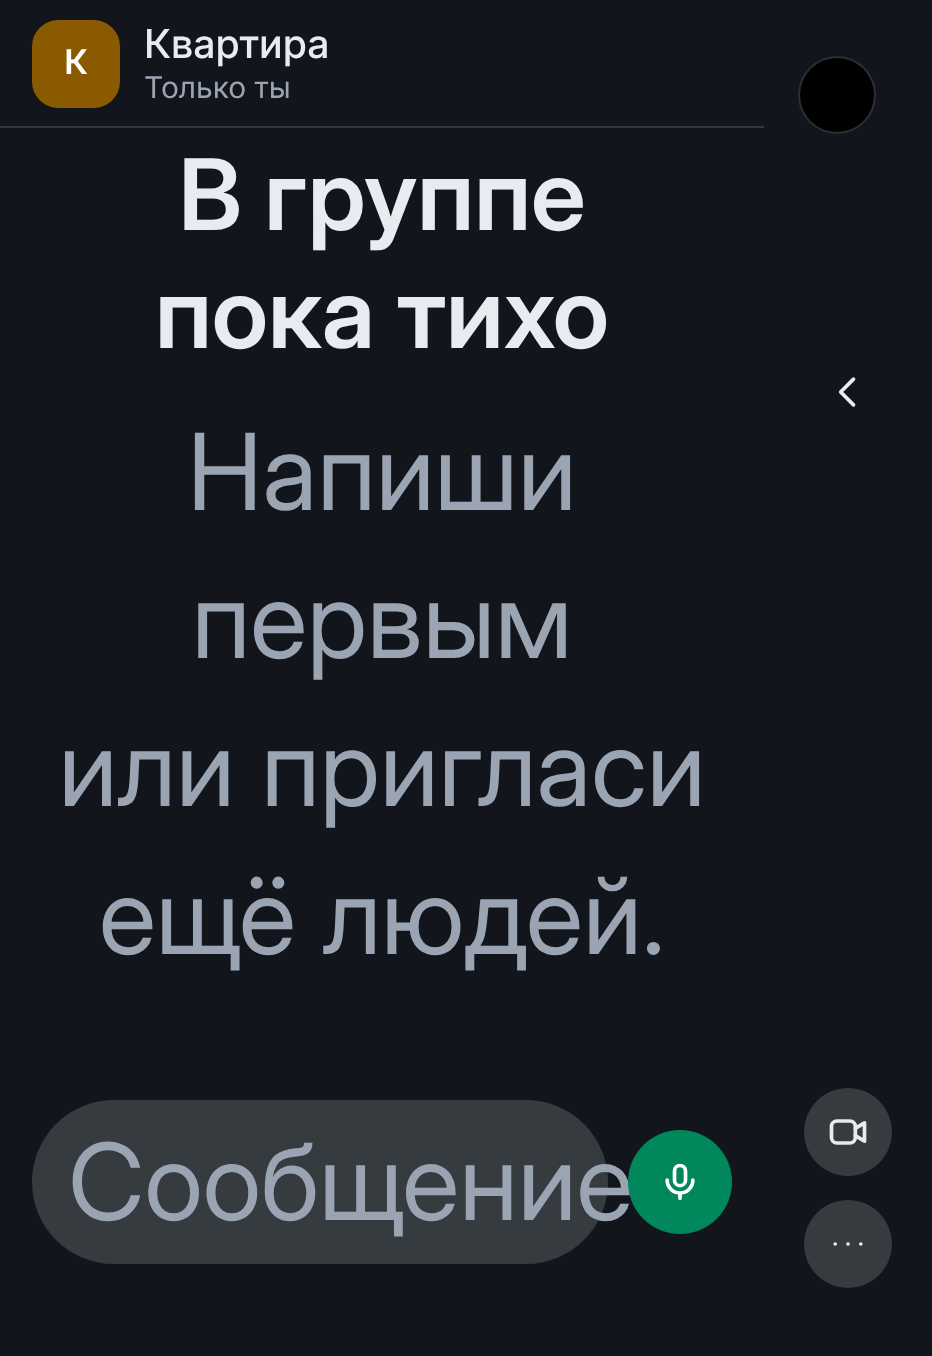 К
Квартира
Только ты
В группе
пока тихо
Напиши
первым
или пригласи
ещё людей.
Сообщение